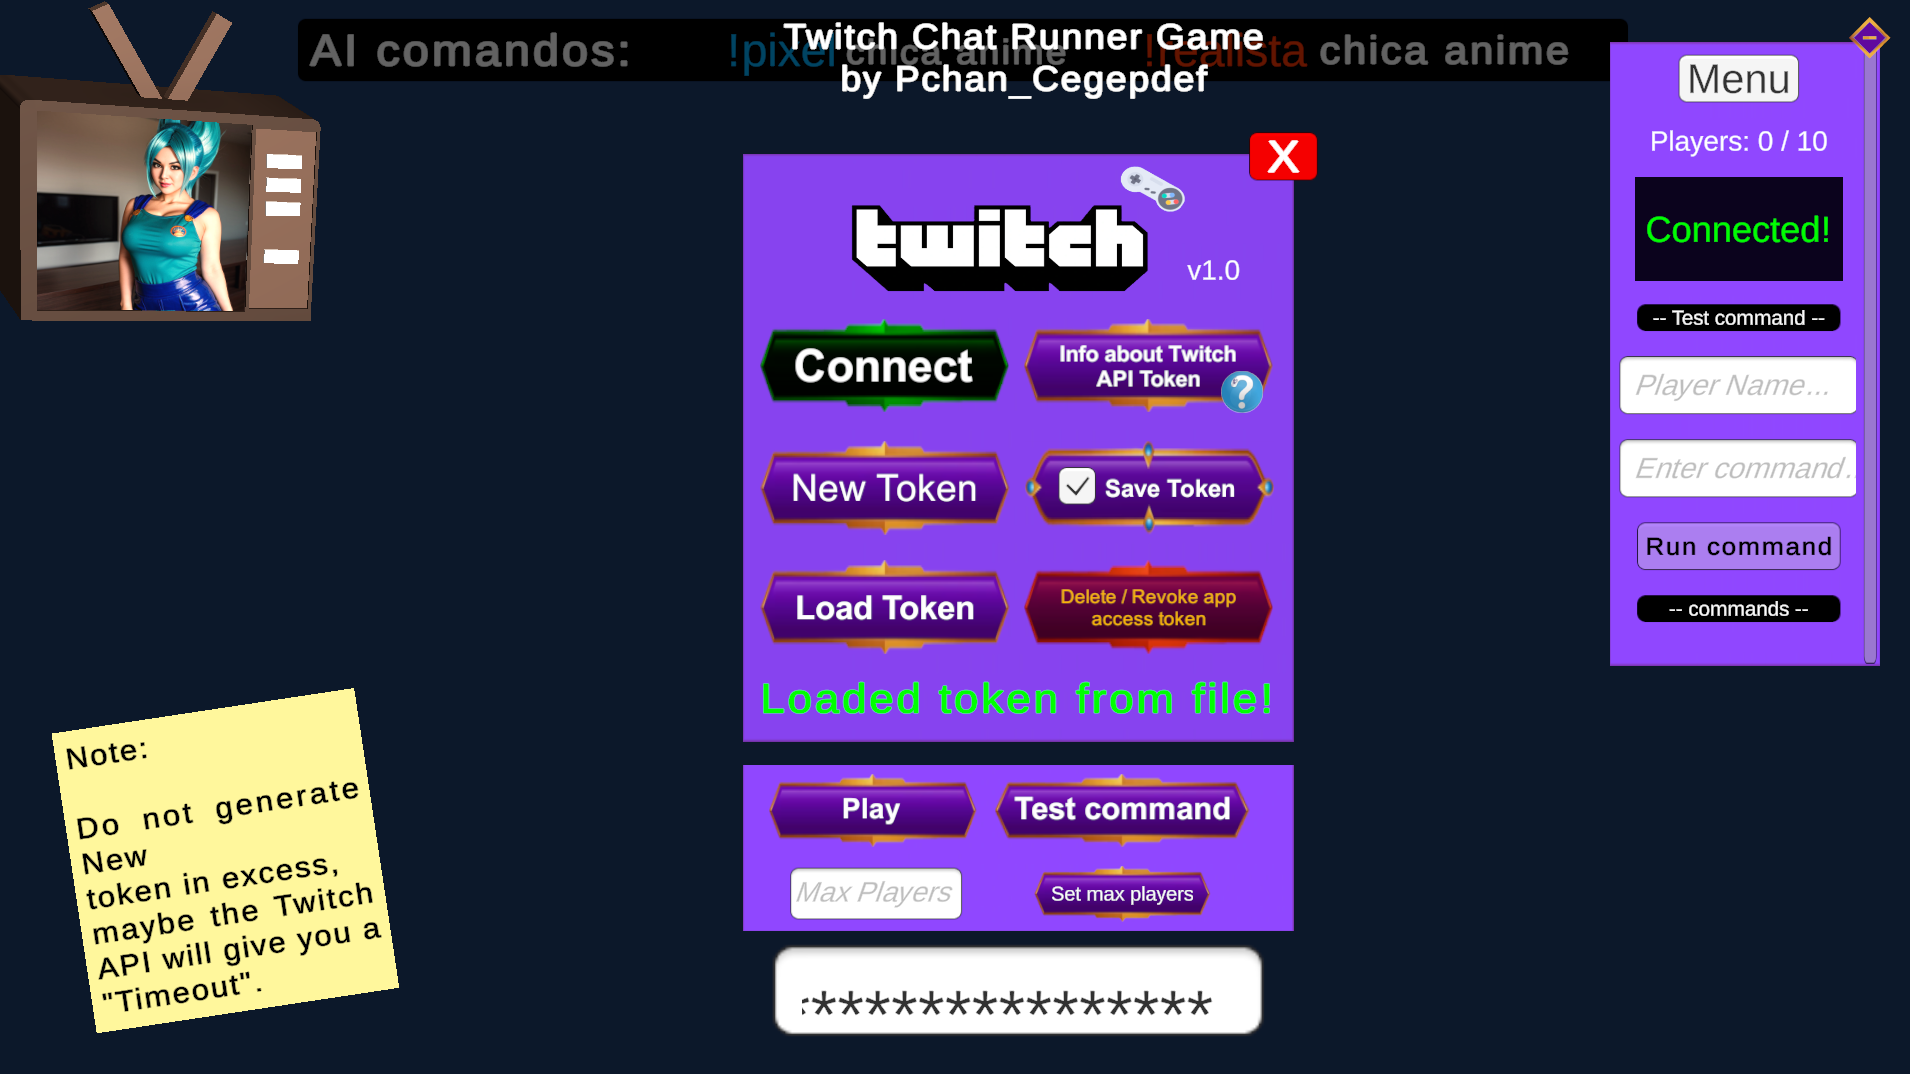 AI comandos: !pixel chica anime !realista chica anime
Twitch Chat Runner Game
by Pchan_Cegepdef
Menu
Players: 0 / 10
Connected!
-- Test command --
Player Name...
Enter command.
Run command
-- commands --
X
twitch
v1.0
Connect
Info about Twitch
API Token
?
New Token
Save Token
Load Token
Delete / Revoke app
access token
Loaded token from file!
Play
Test command
Max Players
Set max players
***************
Note:
Do not generate
New
token in excess,
maybe the Twitch
API will give you a
"Timeout".